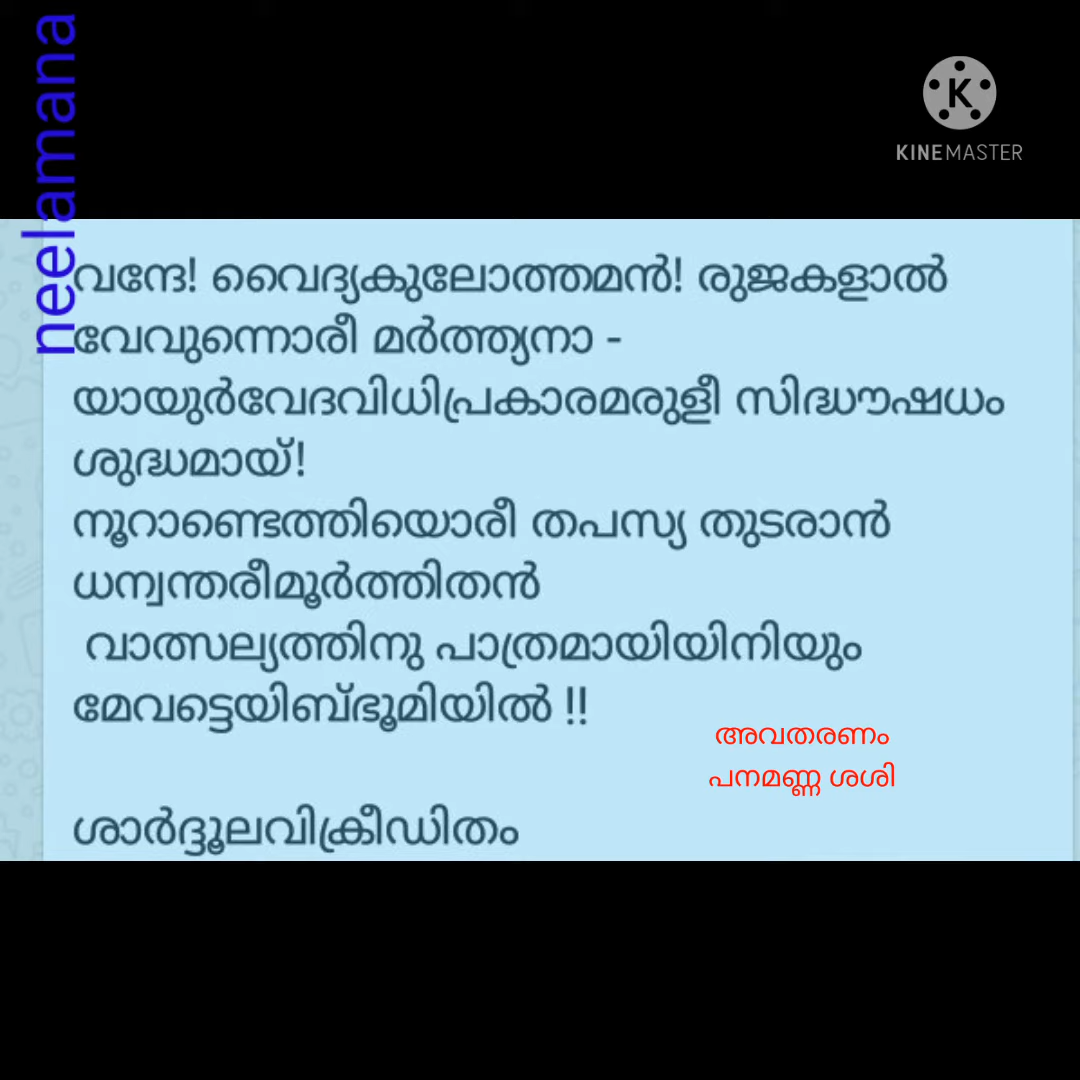 neelamana
KINEMASTER
വന്ദേ! വൈദ്യകുലോത്തമൻ! രുജകളാൽ
വേവുന്നൊരീ മർത്ത്യനാ -
യായുർവേദവിധിപ്രകാരമരുളീ സിദ്ധൗഷധം
ശുദ്ധമായ്!
നൂറാണ്ടെത്തിയൊരീ തപസ്യ തുടരാൻ
ധന്വന്തരീമൂർത്തിതൻ
വാത്സല്യത്തിനു പാത്രമായിയിനിയും
മേവട്ടെയിബ്ഭൂമിയിൽ !!
അവതരണം
പനമണ്ണ ശശി
ശാർദ്ദൂലവിക്രീഡിതം